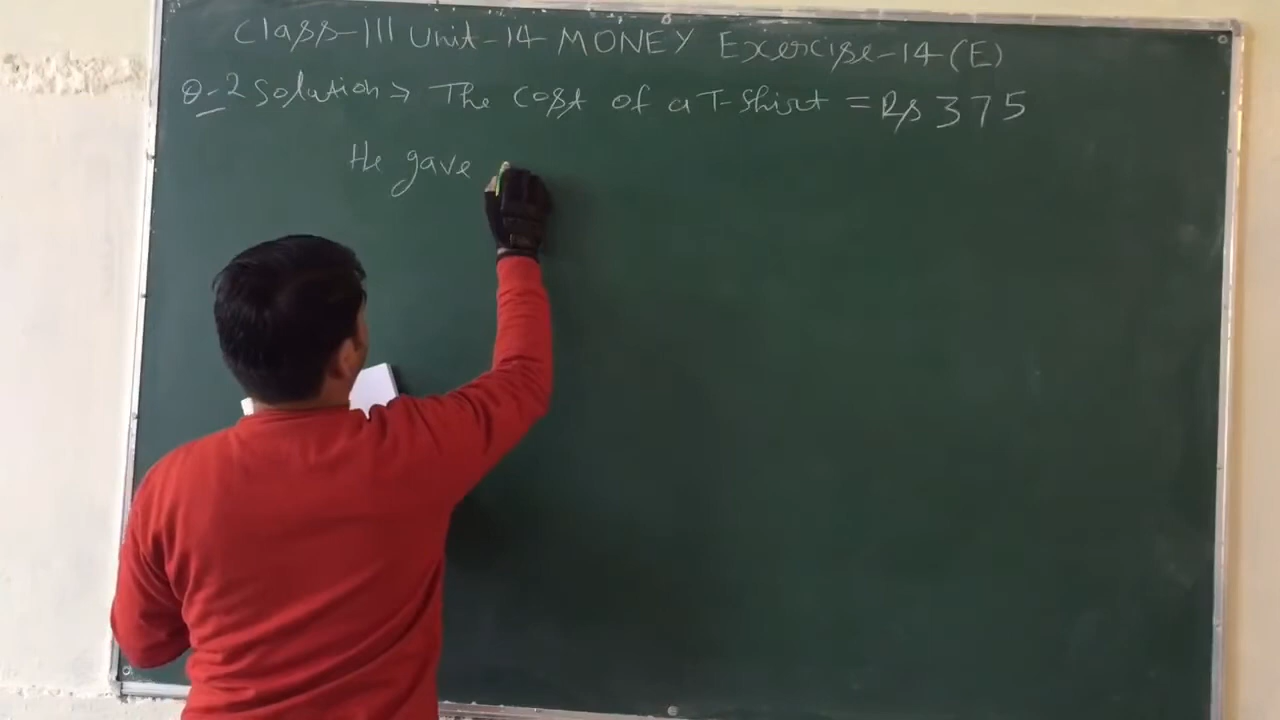 Class-III Unit-14 MONEY Exercise-14(E)
Q-2 Solution → The Cost of a T-Shirt = Rs 375
He gave